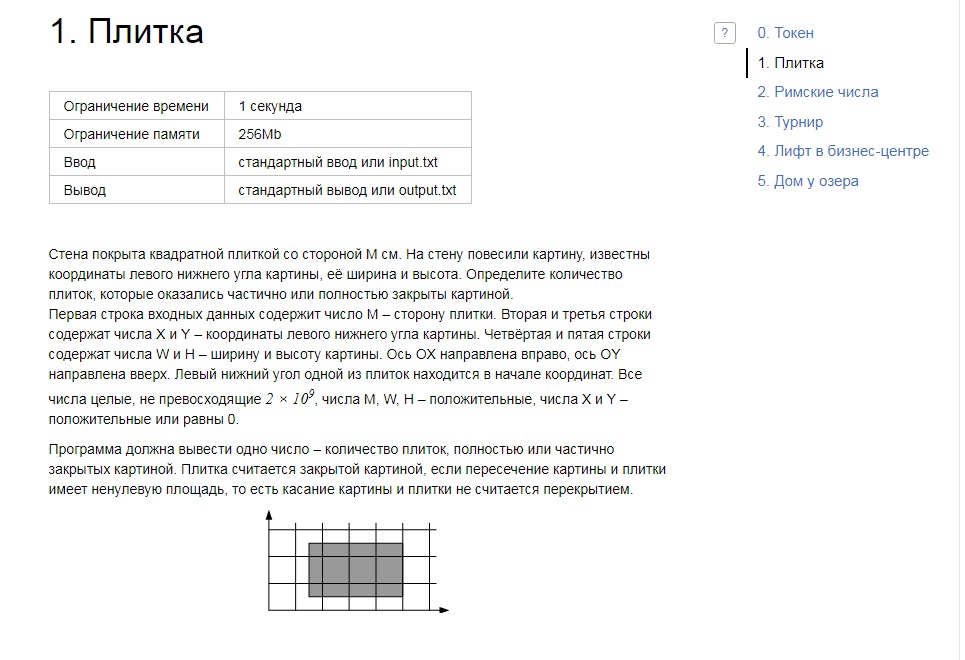 1. Плитка
?
0. Токен
1. Плитка
2. Римские числа
3. Турнир
4. Лифт в бизнес-центре
5. Дом у озера
Ограничение времени 1 секунда
Ограничение памяти 256Mb
Ввод стандартный ввод или input.txt
Вывод стандартный вывод или output.txt
Стена покрыта квадратной плиткой со стороной M см. На стену повесили картину, известны
координаты левого нижнего угла картины, её ширина и высота. Определите количество
плиток, которые оказались частично или полностью закрыты картиной.
Первая строка входных данных содержит число M – сторону плитки. Вторая и третья строки
содержат числа X и Y – координаты левого нижнего угла картины. Четвёртая и пятая строки
содержат числа W и H – ширину и высоту картины. Ось OX направлена вправо, ось OY
направлена вверх. Левый нижний угол одной из плиток находится в начале координат. Все
числа целые, не превосходящие 2 × 10⁹, числа M, W, H – положительные, числа X и Y –
положительные или равны 0.
Программа должна вывести одно число – количество плиток, полностью или частично
закрытых картиной. Плитка считается закрытой картиной, если пересечение картины и плитки
имеет ненулевую площадь, то есть касание картины и плитки не считается перекрытием.